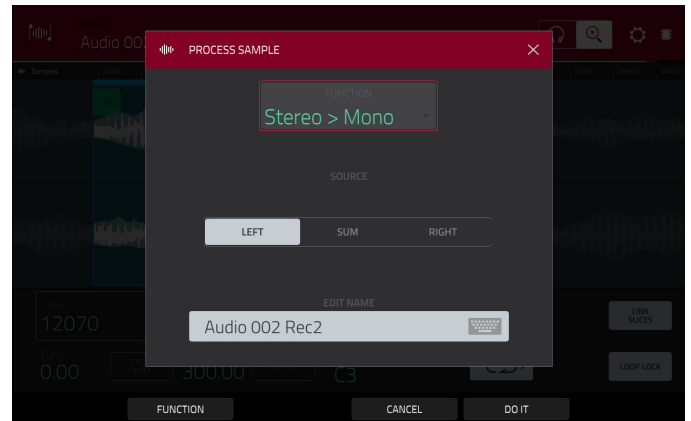 Audio 002
PROCESS SAMPLE
Samples
FUNCTION
Stereo > Mono
SOURCE
LEFT SUM RIGHT
START
12070
EDIT NAME
Audio 002 Rec2
LINK
SLICES
TUNE
0.00
300.00
C3
LOOP LOCK
FUNCTION CANCEL DO IT